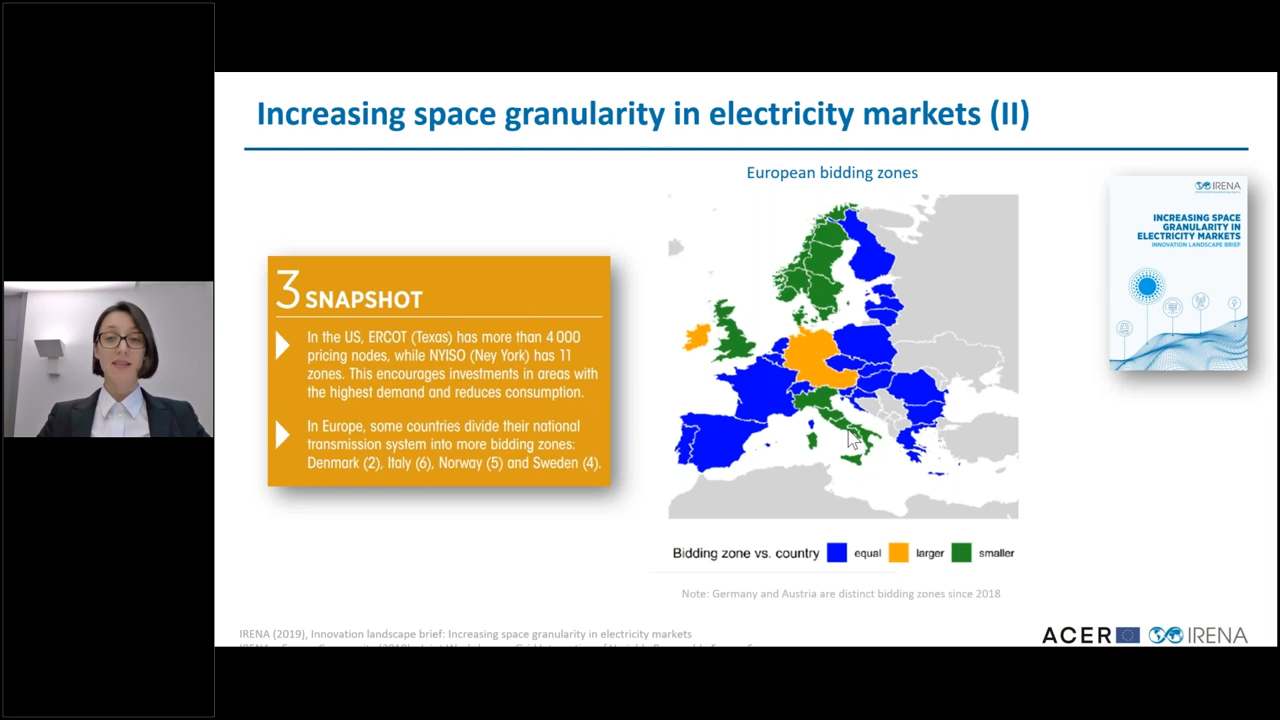 Increasing space granularity in electricity markets (II)
European bidding zones
IRENA
INCREASING SPACE
GRANULARITY IN
ELECTRICITY MARKETS
INNOVATION LANDSCAPE BRIEF
3 SNAPSHOT
In the US, ERCOT (Texas) has more than 4 000
pricing nodes, while NYISO (Ney York) has 11
zones. This encourages investments in areas with
the highest demand and reduces consumption.
In Europe, some countries divide their national
transmission system into more bidding zones:
Denmark (2), Italy (6), Norway (5) and Sweden (4).
Bidding zone vs. country equal larger smaller
Note: Germany and Austria are distinct bidding zones since 2018
IRENA (2019), Innovation landscape brief: Increasing space granularity in electricity markets
ACER IRENA